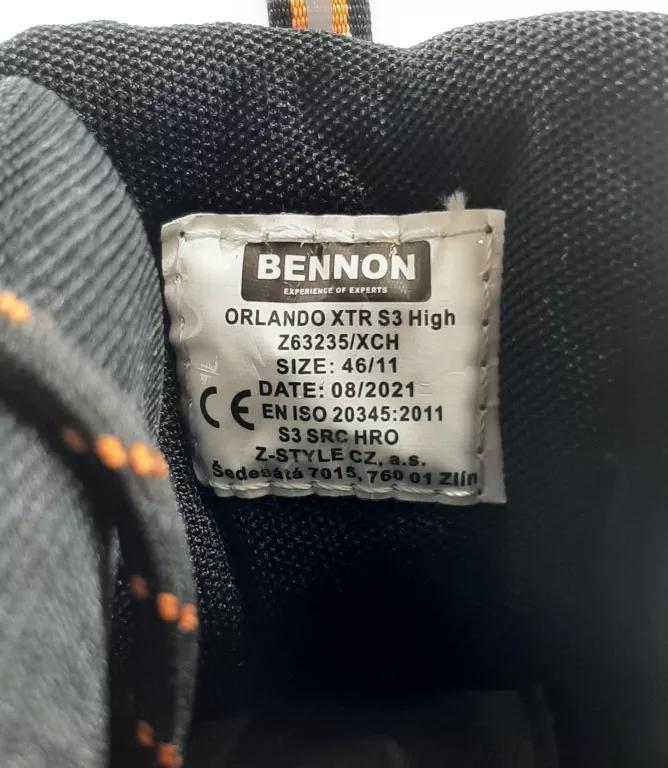 BENNON
EXPERIENCE OF EXPERTS
ORLANDO XTR S3 High
Z63235/XCH
SIZE: 46/11
DATE: 08/2021
CE EN ISO 20345:2011
S3 SRC HRO
Z-STYLE CZ, a.s.
Šedesátá 7015, 760 01 Zlín